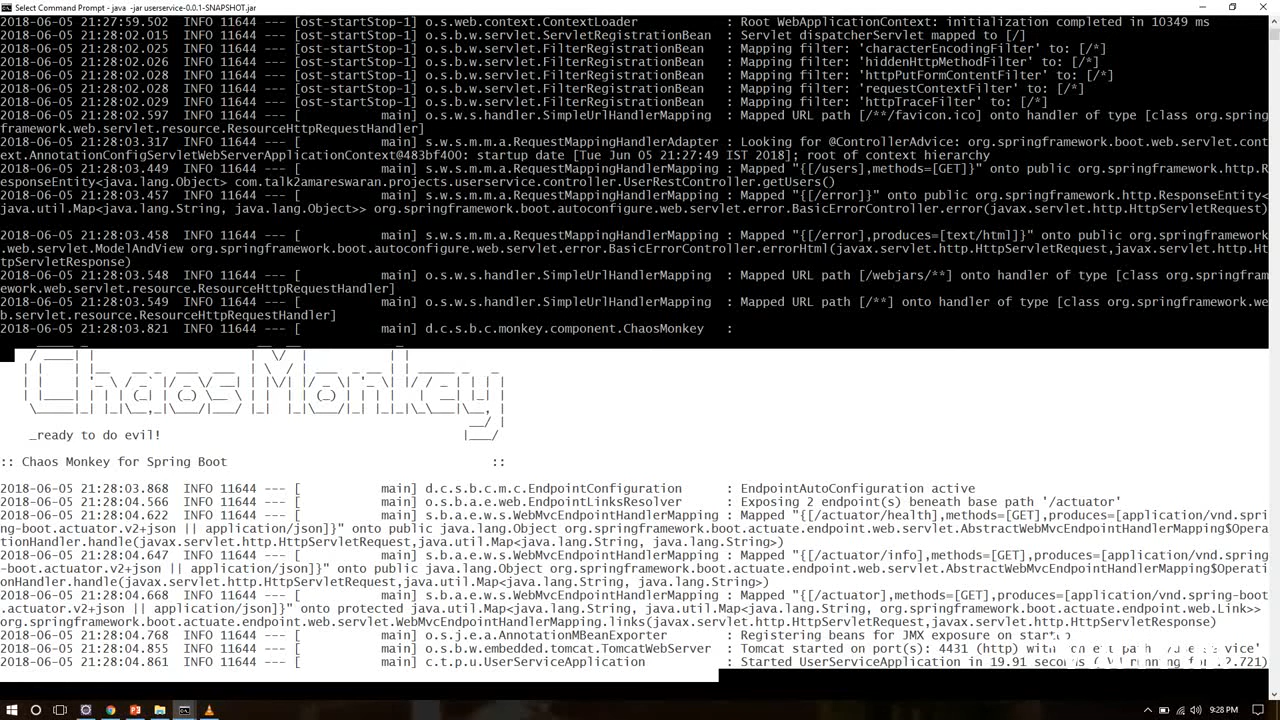 Select Command Prompt - java -jar userservice-0.0.1-SNAPSHOT.jar
2018-06-05 21:27:59.502  INFO 11644 --- [ost-startStop-1] o.s.web.context.ContextLoader            : Root WebApplicationContext: initialization completed in 10349 ms
2018-06-05 21:28:02.015  INFO 11644 --- [ost-startStop-1] o.s.b.w.servlet.ServletRegistrationBean  : Servlet dispatcherServlet mapped to [/]
2018-06-05 21:28:02.025  INFO 11644 --- [ost-startStop-1] o.s.b.w.servlet.FilterRegistrationBean   : Mapping filter: 'characterEncodingFilter' to: [/*]
2018-06-05 21:28:02.026  INFO 11644 --- [ost-startStop-1] o.s.b.w.servlet.FilterRegistrationBean   : Mapping filter: 'hiddenHttpMethodFilter' to: [/*]
2018-06-05 21:28:02.028  INFO 11644 --- [ost-startStop-1] o.s.b.w.servlet.FilterRegistrationBean   : Mapping filter: 'httpPutFormContentFilter' to: [/*]
2018-06-05 21:28:02.028  INFO 11644 --- [ost-startStop-1] o.s.b.w.servlet.FilterRegistrationBean   : Mapping filter: 'requestContextFilter' to: [/*]
2018-06-05 21:28:02.029  INFO 11644 --- [ost-startStop-1] o.s.b.w.servlet.FilterRegistrationBean   : Mapping filter: 'httpTraceFilter' to: [/*]
2018-06-05 21:28:02.597  INFO 11644 --- [           main] o.s.w.s.handler.SimpleUrlHandlerMapping  : Mapped URL path [/**/favicon.ico] onto handler of type [class org.spring
framework.web.servlet.resource.ResourceHttpRequestHandler]
2018-06-05 21:28:03.317  INFO 11644 --- [           main] s.w.s.m.m.a.RequestMappingHandlerAdapter : Looking for @ControllerAdvice: org.springframework.boot.web.servlet.cont
ext.AnnotationConfigServletWebServerApplicationContext@483bf400: startup date [Tue Jun 05 21:27:49 IST 2018]; root of context hierarchy
2018-06-05 21:28:03.449  INFO 11644 --- [           main] s.w.s.m.m.a.RequestMappingHandlerMapping : Mapped "{[/users],methods=[GET]}" onto public org.springframework.http.R
esponseEntity<java.lang.Object> com.talk2amareswaran.projects.userservice.controller.UserRestController.getUsers()
2018-06-05 21:28:03.457  INFO 11644 --- [           main] s.w.s.m.m.a.RequestMappingHandlerMapping : Mapped "{[/error]}" onto public org.springframework.http.ResponseEntity<
java.util.Map<java.lang.String, java.lang.Object>> org.springframework.boot.autoconfigure.web.servlet.error.BasicErrorController.error(javax.servlet.http.HttpServletRequest)
2018-06-05 21:28:03.458  INFO 11644 --- [           main] s.w.s.m.m.a.RequestMappingHandlerMapping : Mapped "{[/error],produces=[text/html]}" onto public org.springframework
.web.servlet.ModelAndView org.springframework.boot.autoconfigure.web.servlet.error.BasicErrorController.errorHtml(javax.servlet.http.HttpServletRequest,javax.servlet.http.Ht
tpServletResponse)
2018-06-05 21:28:03.548  INFO 11644 --- [           main] o.s.w.s.handler.SimpleUrlHandlerMapping  : Mapped URL path [/webjars/**] onto handler of type [class org.springfram
ework.web.servlet.resource.ResourceHttpRequestHandler]
2018-06-05 21:28:03.549  INFO 11644 --- [           main] o.s.w.s.handler.SimpleUrlHandlerMapping  : Mapped URL path [/**] onto handler of type [class org.springframework.we
b.servlet.resource.ResourceHttpRequestHandler]
2018-06-05 21:28:03.821  INFO 11644 --- [           main] d.c.s.b.c.monkey.component.ChaosMonkey   :
ChaosMonkey
_ready to do evil!
:: Chaos Monkey for Spring Boot                                    ::
2018-06-05 21:28:03.868  INFO 11644 --- [           main] d.c.s.b.c.m.c.EndpointConfiguration      : EndpointAutoConfiguration active
2018-06-05 21:28:04.566  INFO 11644 --- [           main] o.s.b.a.e.web.EndpointLinksResolver      : Exposing 2 endpoint(s) beneath base path '/actuator'
2018-06-05 21:28:04.622  INFO 11644 --- [           main] s.b.a.e.w.s.WebMvcEndpointHandlerMapping : Mapped "{[/actuator/health],methods=[GET],produces=[application/vnd.spri
ng-boot.actuator.v2+json || application/json]}" onto public java.lang.Object org.springframework.boot.actuate.endpoint.web.servlet.AbstractWebMvcEndpointHandlerMapping$Opera
tionHandler.handle(javax.servlet.http.HttpServletRequest,java.util.Map<java.lang.String, java.lang.String>)
2018-06-05 21:28:04.647  INFO 11644 --- [           main] s.b.a.e.w.s.WebMvcEndpointHandlerMapping : Mapped "{[/actuator/info],methods=[GET],produces=[application/vnd.spring
-boot.actuator.v2+json || application/json]}" onto public java.lang.Object org.springframework.boot.actuate.endpoint.web.servlet.AbstractWebMvcEndpointHandlerMapping$Operati
onHandler.handle(javax.servlet.http.HttpServletRequest,java.util.Map<java.lang.String, java.lang.String>)
2018-06-05 21:28:04.668  INFO 11644 --- [           main] s.b.a.e.w.s.WebMvcEndpointHandlerMapping : Mapped "{[/actuator],methods=[GET],produces=[application/vnd.spring-boot
.actuator.v2+json || application/json]}" onto protected java.util.Map<java.lang.String, java.util.Map<java.lang.String, org.springframework.boot.actuate.endpoint.web.Link>>
org.springframework.boot.actuate.endpoint.web.servlet.WebMvcEndpointHandlerMapping.links(javax.servlet.http.HttpServletRequest,javax.servlet.http.HttpServletResponse)
2018-06-05 21:28:04.768  INFO 11644 --- [           main] o.s.j.e.a.AnnotationMBeanExporter        : Registering beans for JMX exposure on
2018-06-05 21:28:04.855  INFO 11644 --- [           main] o.s.b.w.embedded.tomcat.TomcatWebServer  : Tomcat started on port(s): 4431 (http) with path
2018-06-05 21:28:04.861  INFO 11644 --- [           main] c.t.p.u.UserServiceApplication           : Started UserServiceApplication in 19.91 seconds running for
9:28 PM